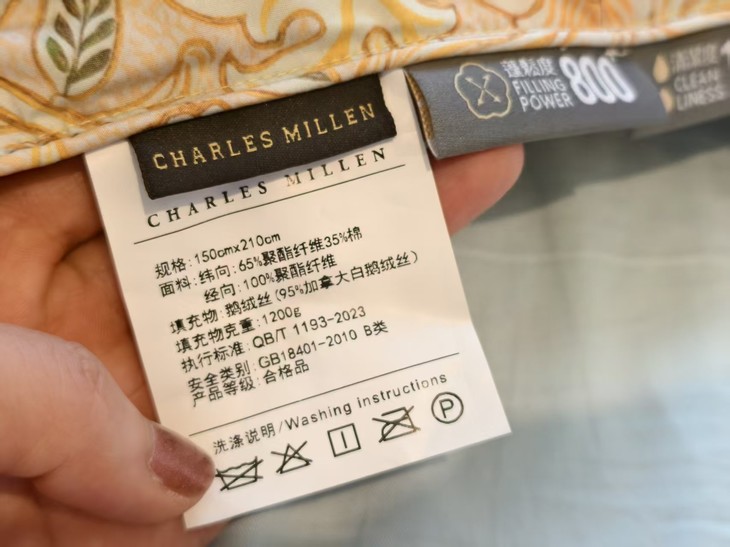 CHARLES MILLEN
CHARLES MILLEN
规格:150cmx210cm
面料:纬向:65%聚酯纤维35%棉
经向:100%聚酯纤维
填充物:鹅绒丝(95%加拿大白鹅绒丝)
填充物克重:1200g
执行标准:QB/T 1193-2023
安全类别:GB18401-2010 B类
产品等级:合格品
洗涤说明/Washing instructions
P
蓬松度
FILLING
POWER
800+
清洁度
CLEAN
LINESS